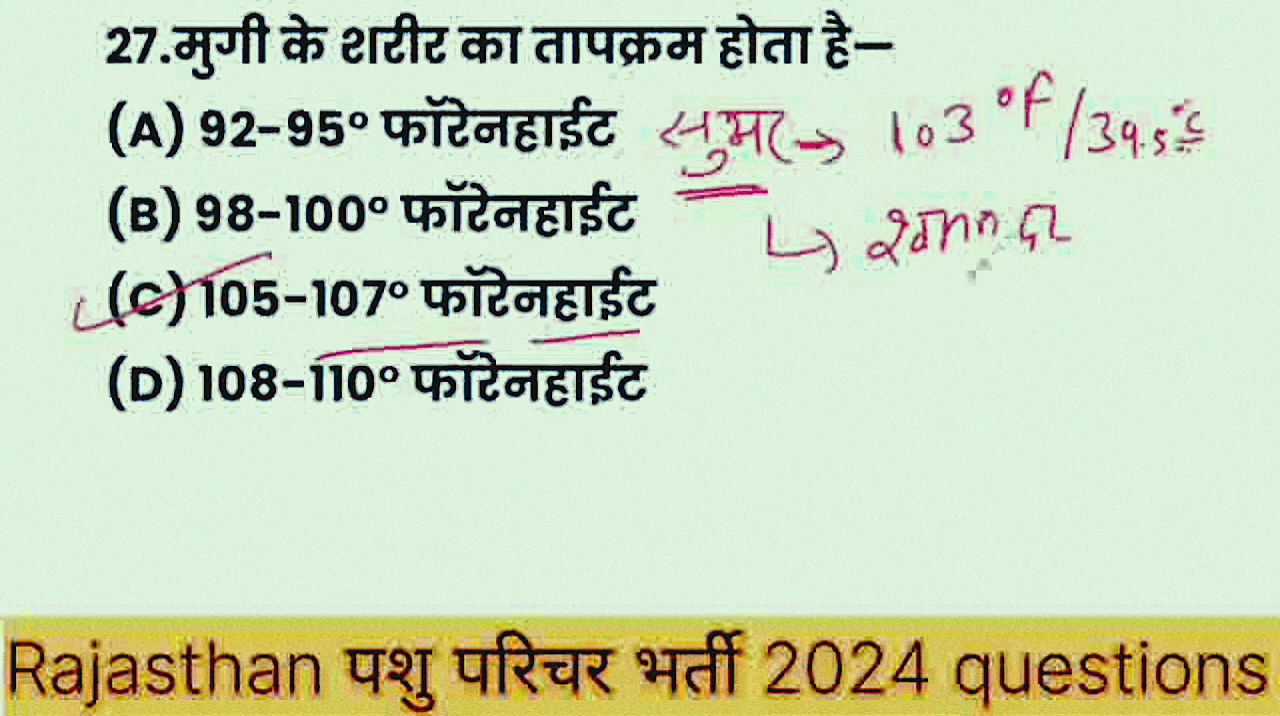 27.मुगी के शरीर का तापक्रम होता है–
(A) 92-95° फॉरेनहाईट
सुमर → 103 °f / 39.5°c
(B) 98-100° फॉरेनहाईट
(C) 105-107° फॉरेनहाईट
(D) 108-110° फॉरेनहाईट
Rajasthan पशु परिचर भर्ती 2024 questions